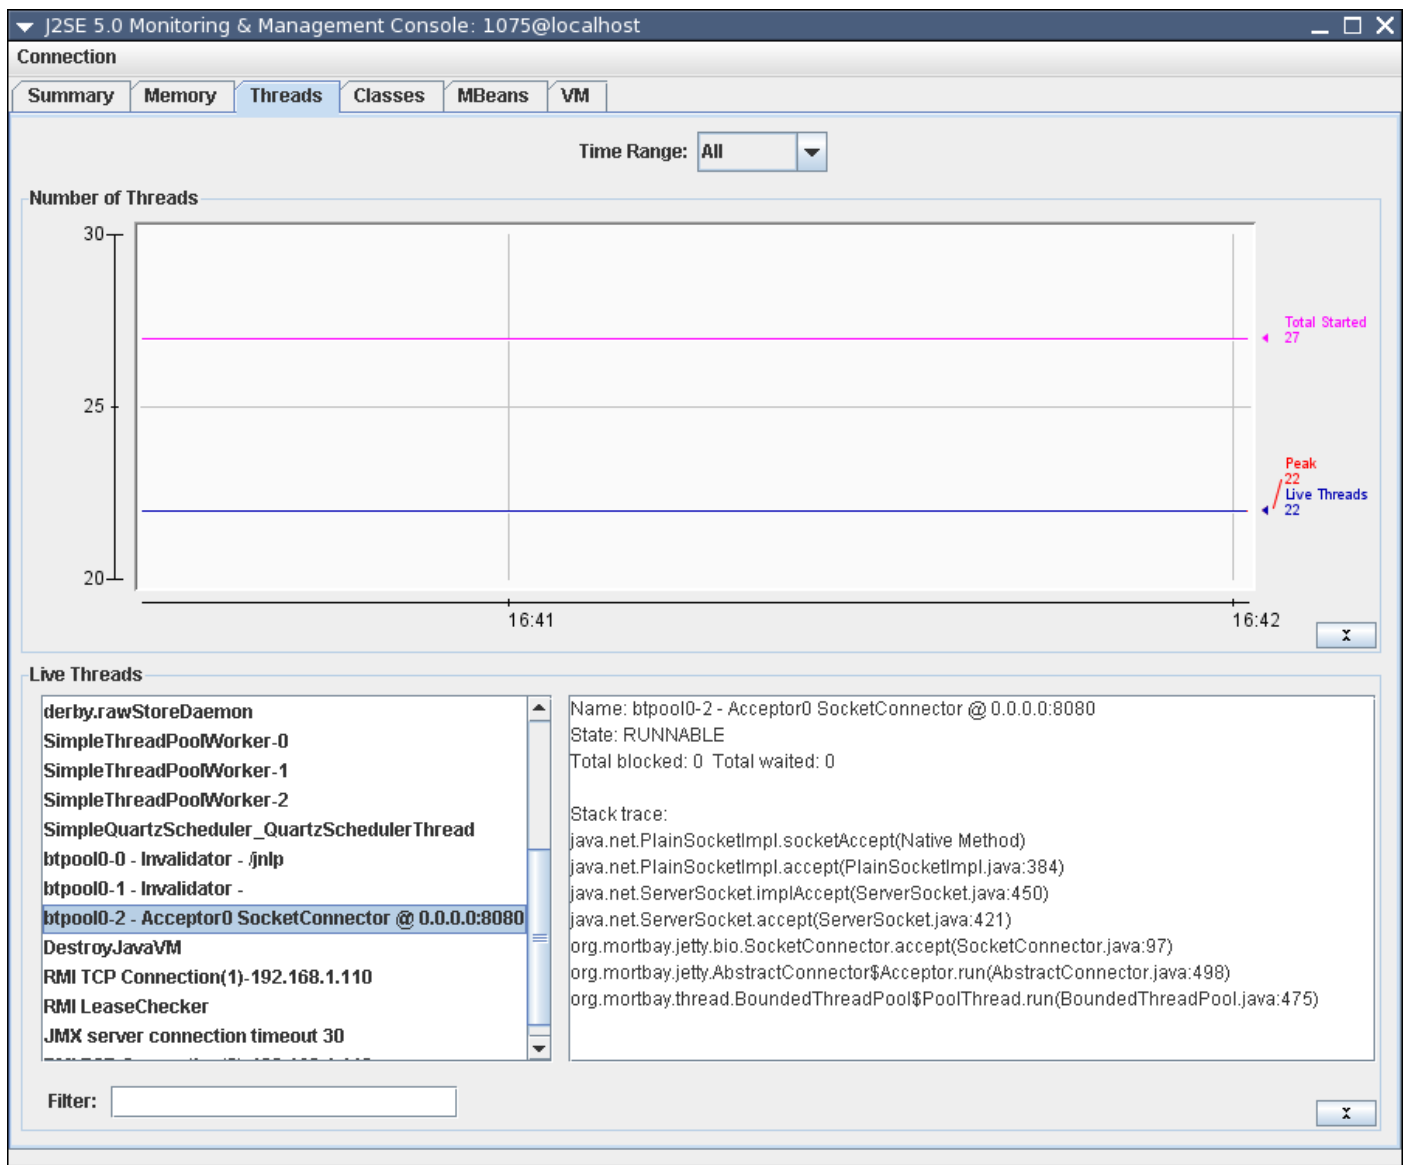 J2SE 5.0 Monitoring & Management Console: 1075@localhost
Connection
Summary Memory Threads Classes MBeans VM
Time Range: All
Number of Threads
30
25
20
Total Started
27
Peak
22
Live Threads
22
16:41 16:42
Live Threads
derby.rawStoreDaemon
SimpleThreadPoolWorker-0
SimpleThreadPoolWorker-1
SimpleThreadPoolWorker-2
SimpleQuartzScheduler_QuartzSchedulerThread
btpool0-0 - Invalidator - /jnlp
btpool0-1 - Invalidator -
btpool0-2 - Acceptor0 SocketConnector @ 0.0.0.0:8080
DestroyJavaVM
RMI TCP Connection(1)-192.168.1.110
RMI LeaseChecker
JMX server connection timeout 30
Name: btpool0-2 - Acceptor0 SocketConnector @ 0.0.0.0:8080
State: RUNNABLE
Total blocked: 0 Total waited: 0
Stack trace:
java.net.PlainSocketImpl.socketAccept(Native Method)
java.net.PlainSocketImpl.accept(PlainSocketImpl.java:384)
java.net.ServerSocket.implAccept(ServerSocket.java:450)
java.net.ServerSocket.accept(ServerSocket.java:421)
org.mortbay.jetty.bio.SocketConnector.accept(SocketConnector.java:97)
org.mortbay.jetty.AbstractConnector$Acceptor.run(AbstractConnector.java:498)
org.mortbay.thread.BoundedThreadPool$PoolThread.run(BoundedThreadPool.java:475)
Filter: